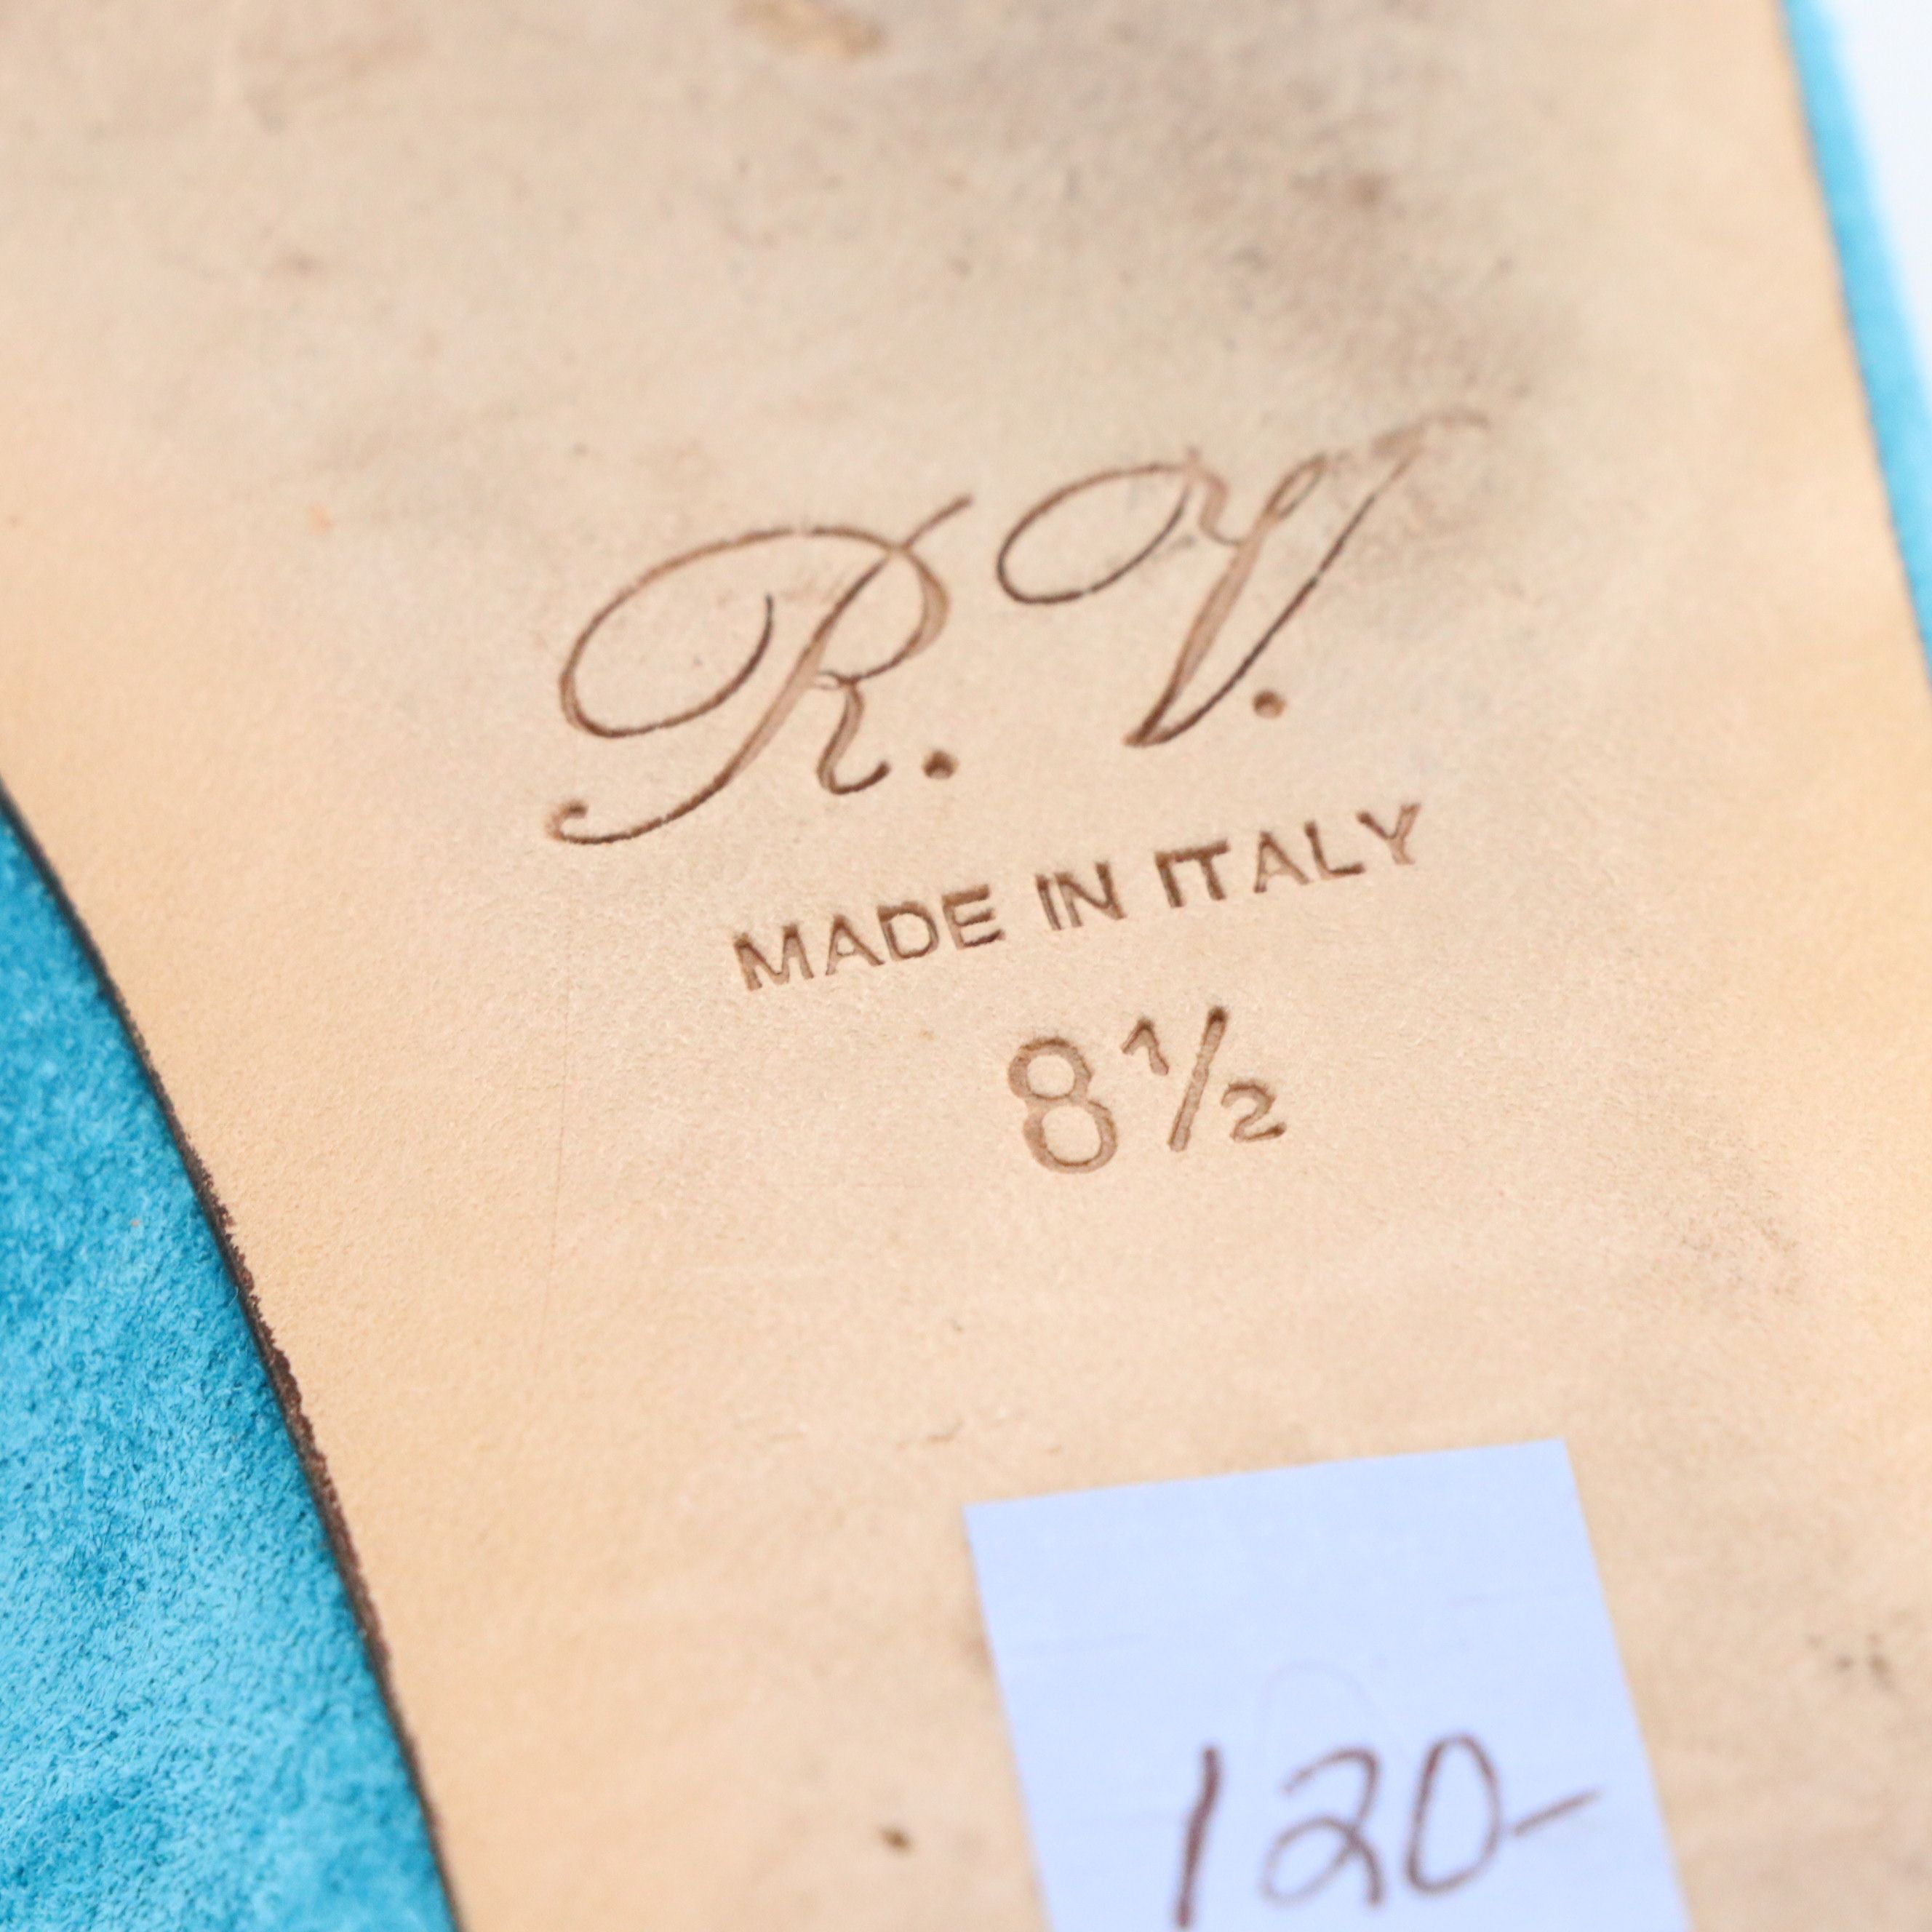 R.V.
MADE IN ITALY
8½
120-